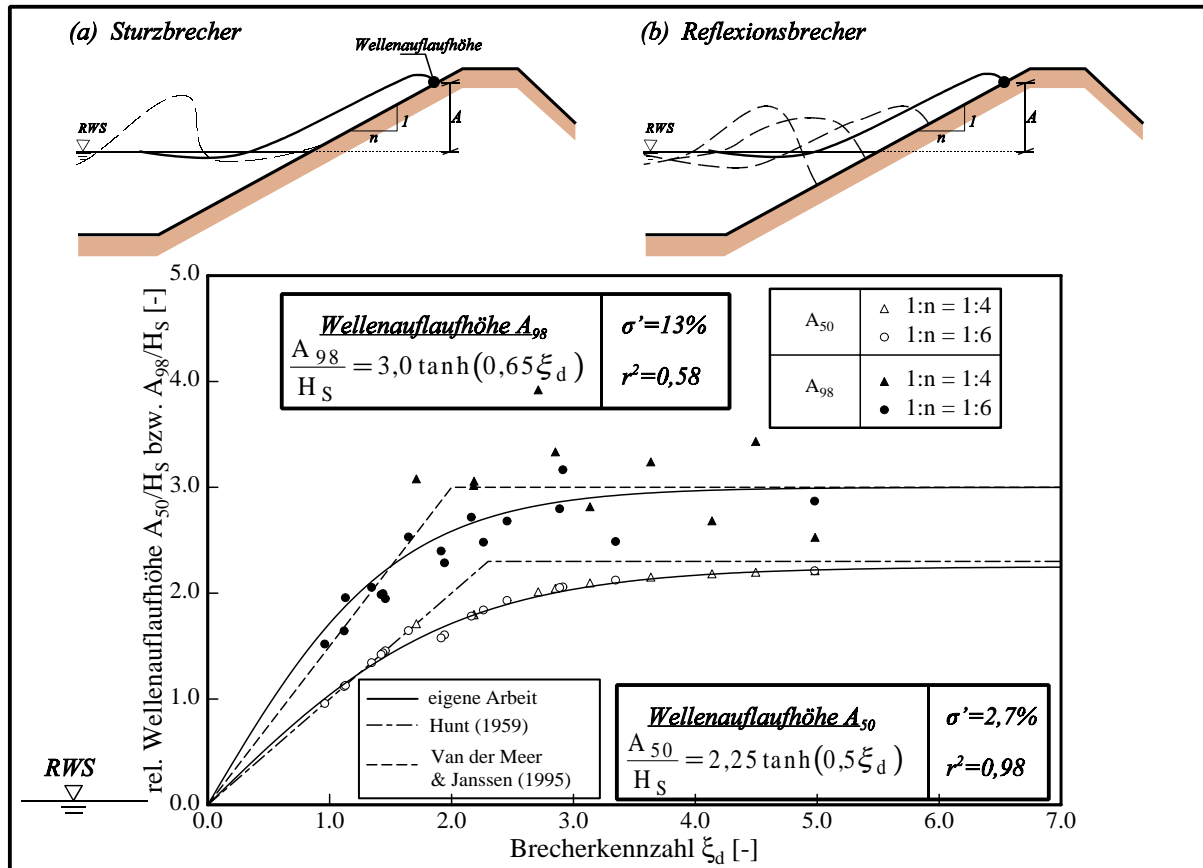 (a) Sturzbrecher
Wellenauflaufhöhe
RWS
1
n
A
(b) Reflexionsbrecher
RWS
1
n
A
rel. Wellenauflaufhöhe A50/HS bzw. A98/HS [-]
5.0
4.0
3.0
2.0
1.0
0.0
Wellenauflaufhöhe A98
A98/HS = 3,0 tanh(0,65ξd)
σ’=13%
r²=0,58
A50
1:n = 1:4
1:n = 1:6
A98
1:n = 1:4
1:n = 1:6
eigene Arbeit
Hunt (1959)
Van der Meer
& Janssen (1995)
Wellenauflaufhöhe A50
A50/HS = 2,25 tanh(0,5ξd)
σ’=2,7%
r²=0,98
RWS
0.0 1.0 2.0 3.0 4.0 5.0 6.0 7.0
Brecherkennzahl ξd [-]